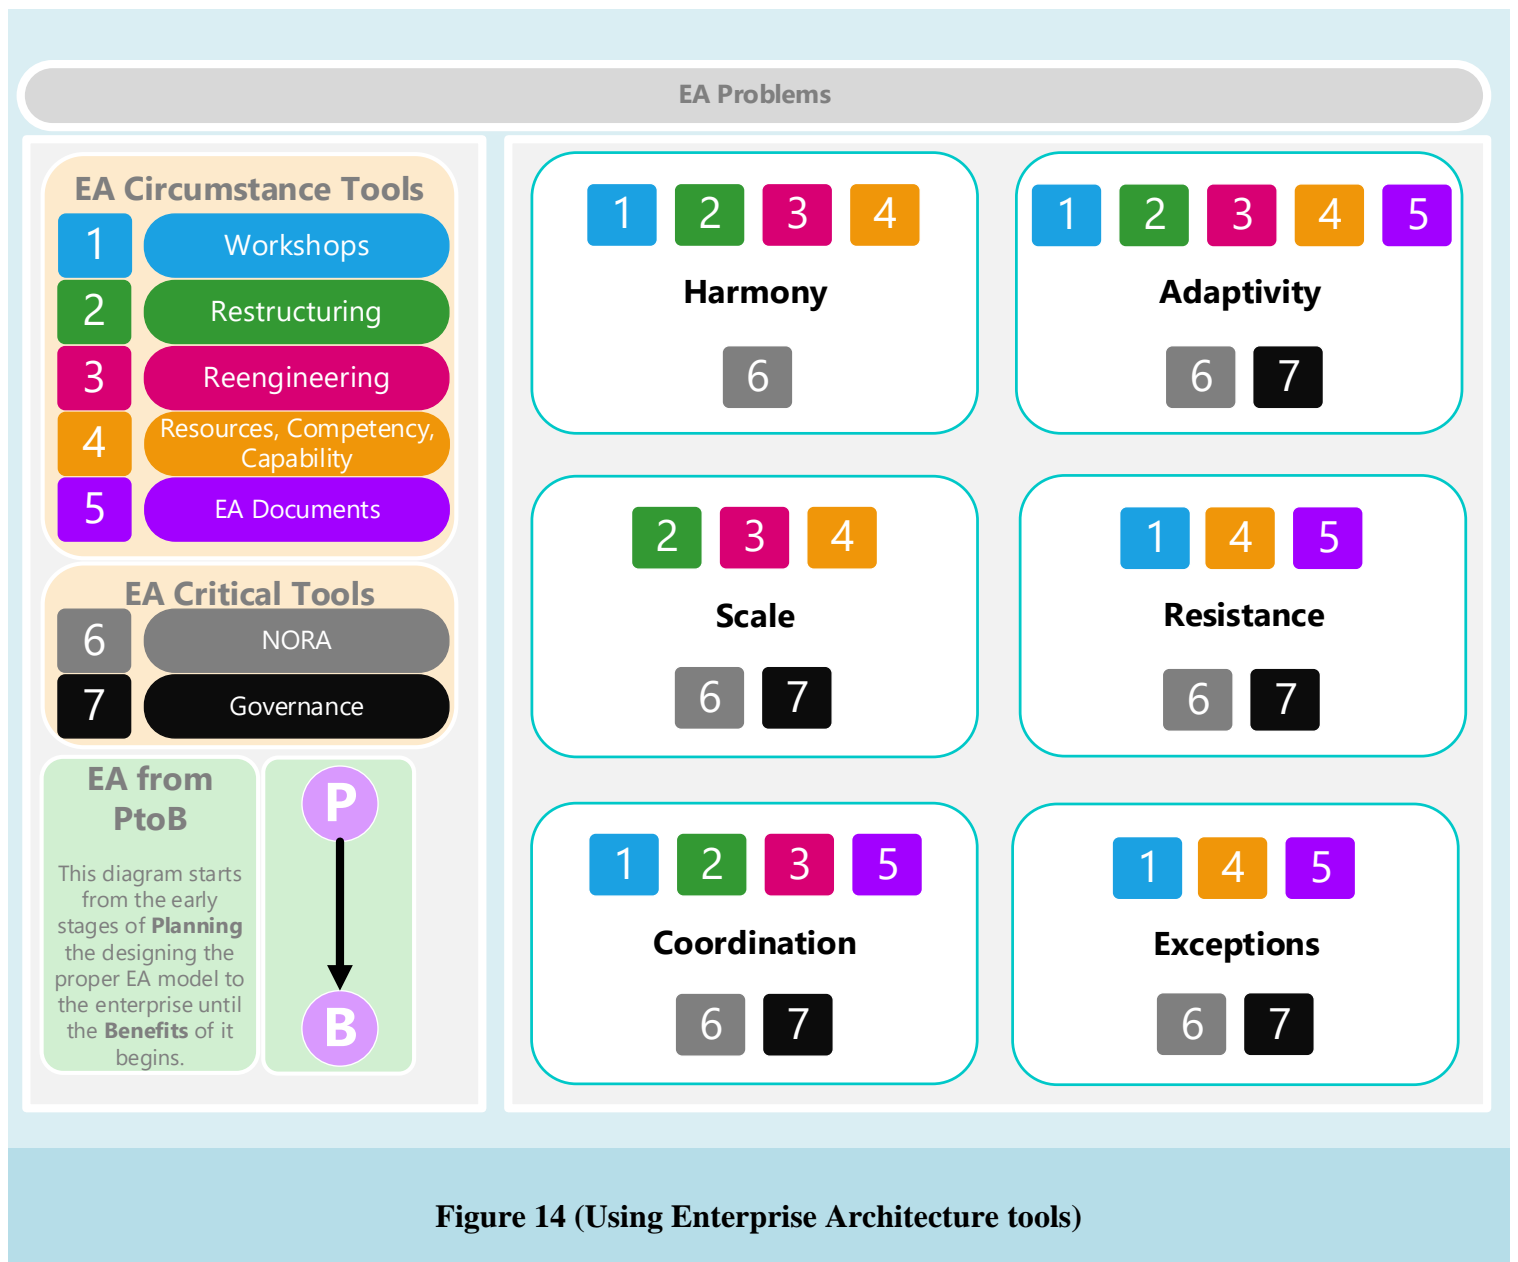 EA Problems
EA Circumstance Tools
1 Workshops
2 Restructuring
3 Reengineering
4 Resources, Competency,
Capability
5 EA Documents
EA Critical Tools
6 NORA
7 Governance
EA from
PtoB
This diagram starts
from the early
stages of Planning
the designing the
proper EA model to
the enterprise until
the Benefits of it
begins.
P
B
1 2 3 4
Harmony
6
1 2 3 4 5
Adaptivity
6 7
2 3 4
Scale
6 7
1 4 5
Resistance
6 7
1 2 3 5
Coordination
6 7
1 4 5
Exceptions
6 7
Figure 14 (Using Enterprise Architecture tools)